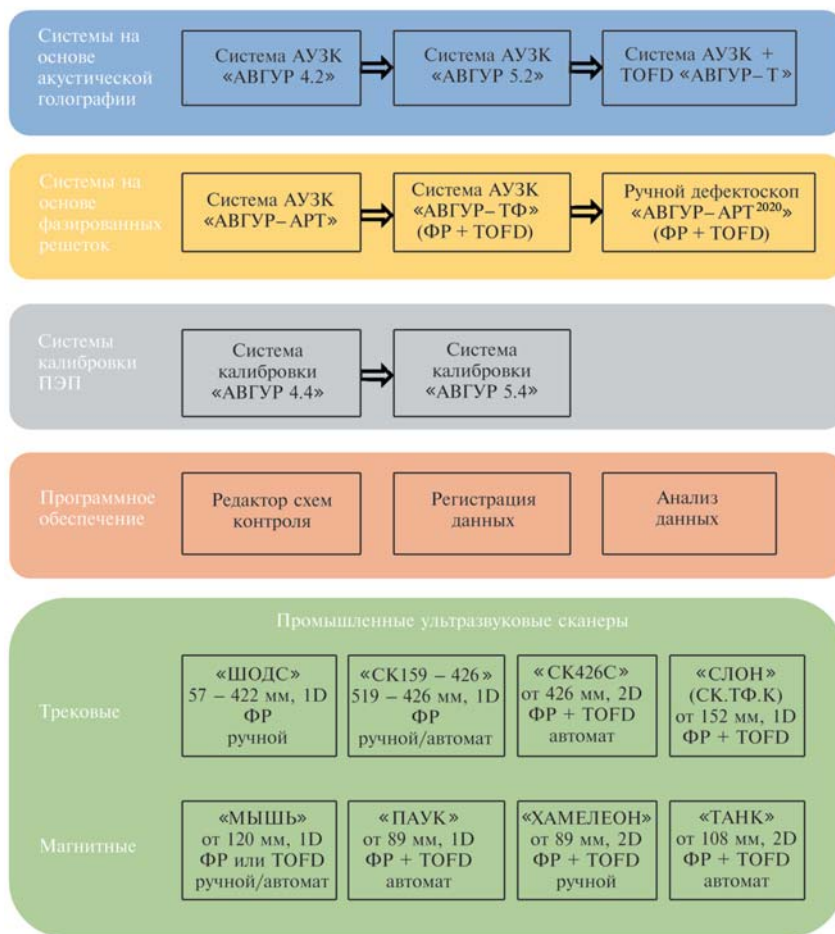 Системы на
основе
акустической
голографии
Система АУЗК
«АВГУР 4.2»
Система АУЗК
«АВГУР 5.2»
Система АУЗК +
TOFD «АВГУР– Т»
Системы на
основе
фазированных
решеток
Система АУЗК
«АВГУР– АРТ»
Система АУЗК
«АВГУР– ТФ»
(ФР + TOFD)
Ручной дефектоскоп
«АВГУР– АРТ²⁰²⁰»
(ФР + TOFD)
Системы
калибровки
ПЭП
Система
калибровки
«АВГУР 4.4»
Система
калибровки
«АВГУР 5.4»
Программное
обеспечение
Редактор схем
контроля
Регистрация
данных
Анализ
данных
Промышленные ультразвуковые сканеры
Трековые
«ШОДС»
57 – 422 мм, 1D
ФР
ручной
«СК159 – 426»
519 – 426 мм, 1D
ФР
ручной/автомат
«СК426С»
от 426 мм, 2D
ФР + TOFD
автомат
«СЛОН»
(СК.ТФ.К)
от 152 мм, 1D
ФР + TOFD
Магнитные
«МЫШЬ»
от 120 мм, 1D
ФР или TOFD
ручной/автомат
«ПАУК»
от 89 мм, 1D
ФР + TOFD
автомат
«ХАМЕЛЕОН»
от 89 мм, 2D
ФР + TOFD
ручной
«ТАНК»
от 108 мм, 2D
ФР + TOFD
автомат